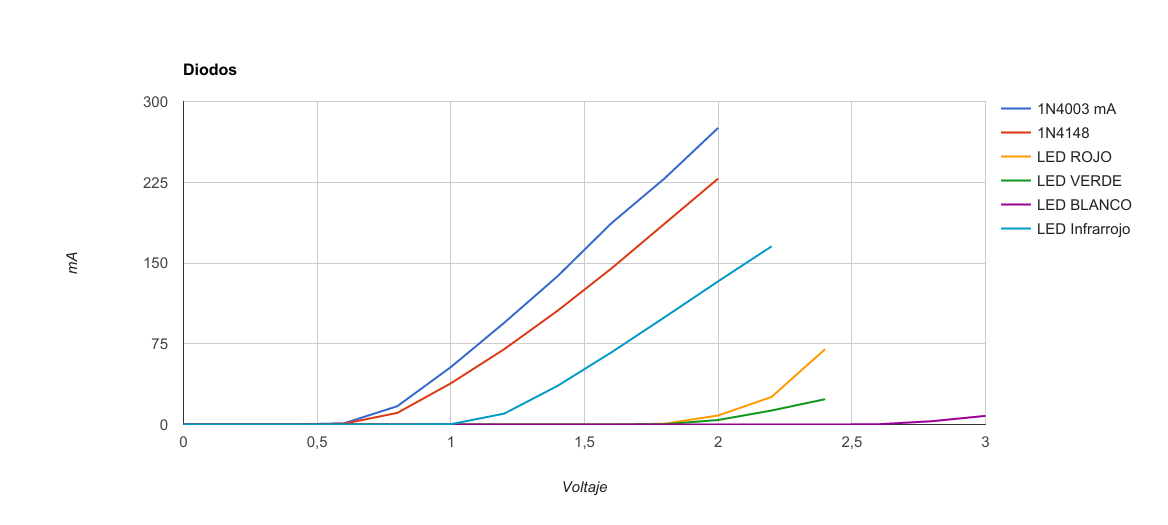 Diodos
300
225
150
75
0
mA
0 0,5 1 1,5 2 2,5 3
Voltaje
1N4003 mA
1N4148
LED ROJO
LED VERDE
LED BLANCO
LED Infrarrojo